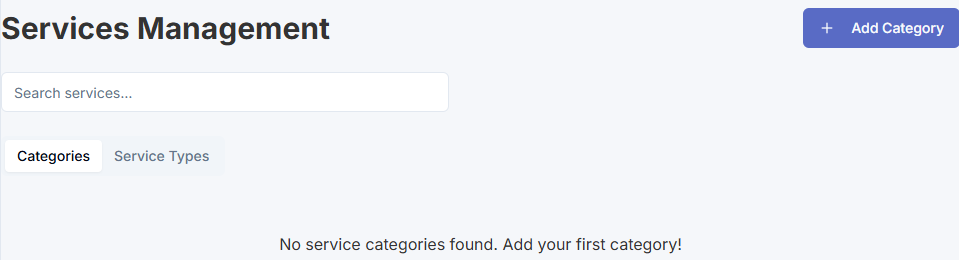 Services Management
+ Add Category
Search services...
Categories
Service Types
No service categories found. Add your first category!